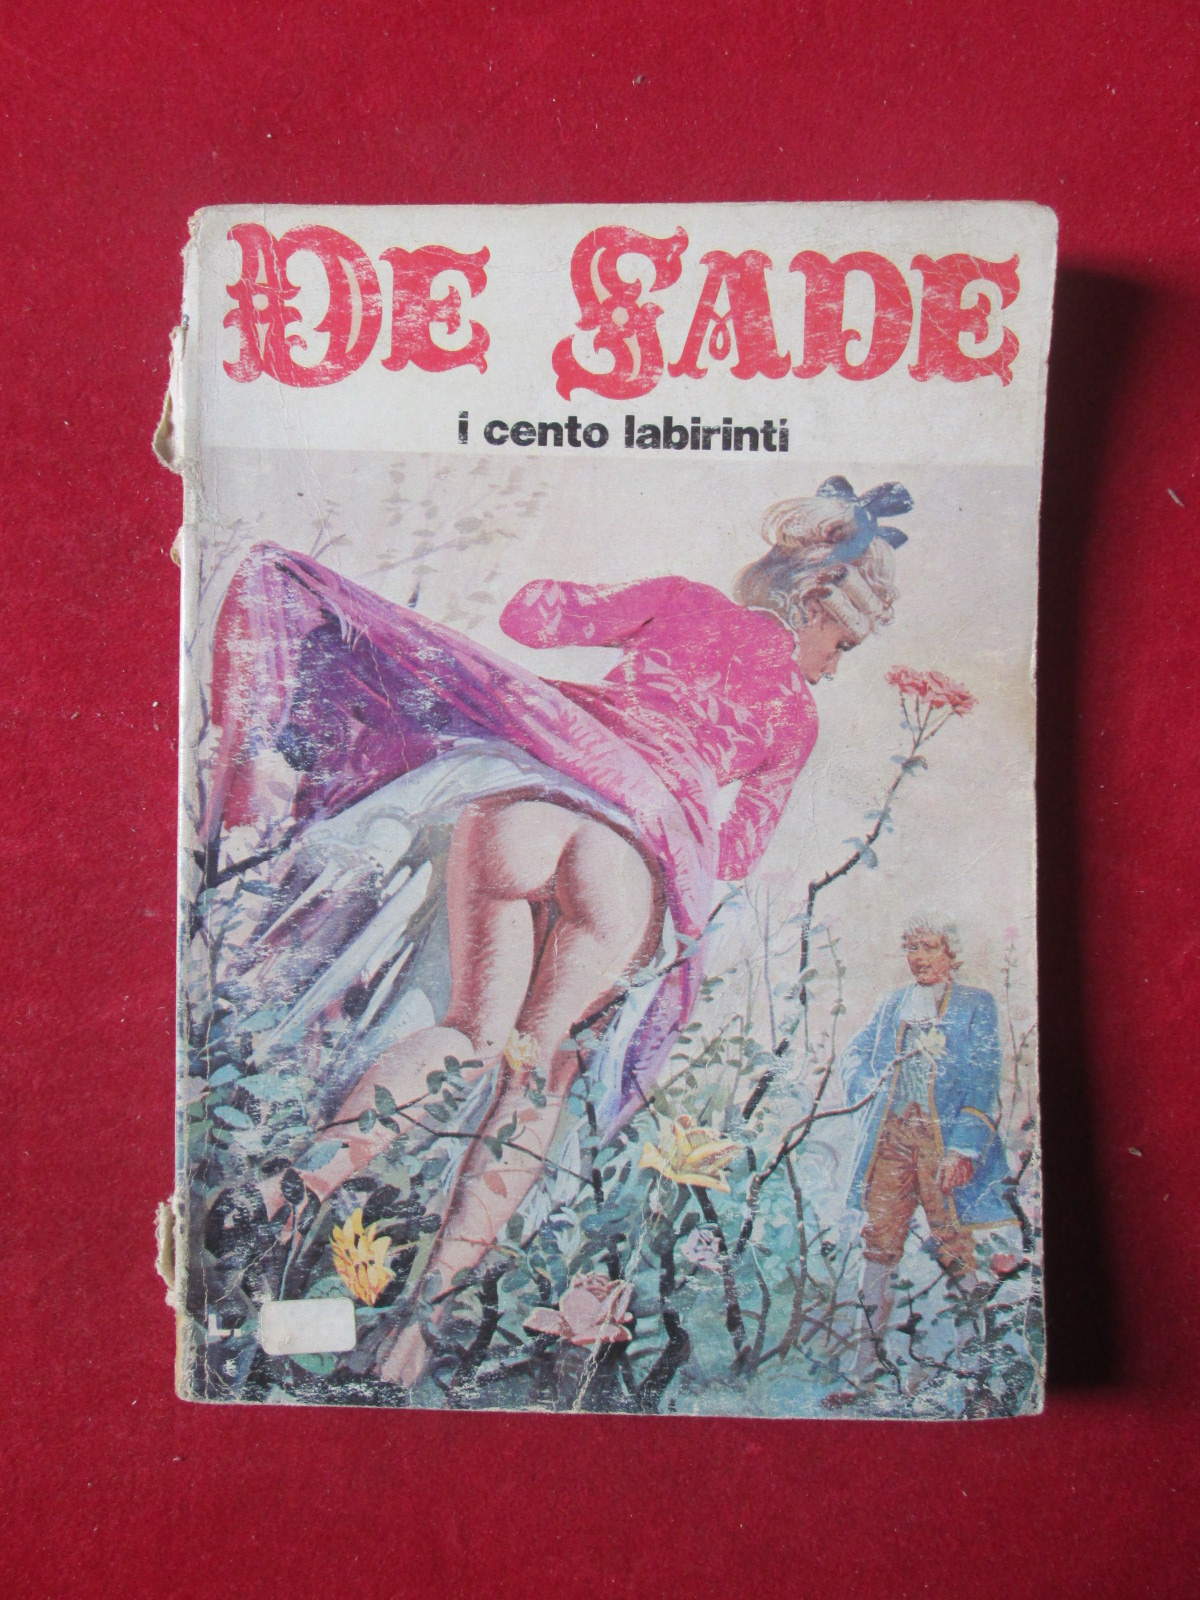 DE SADE
i cento labirinti